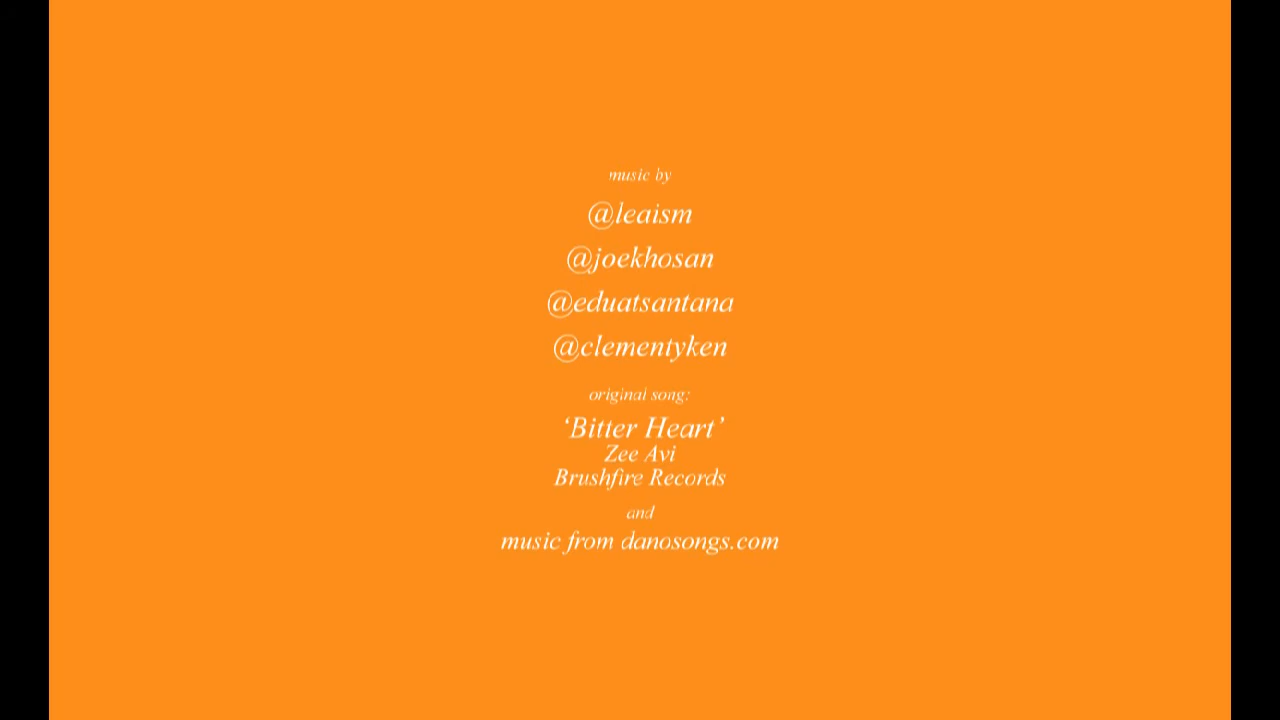 music by
@leaism
@joekhosan
@eduatsantana
@clementyken
original song:
‘Bitter Heart’
Zee Avi
Brushfire Records
and
music from danosongs.com